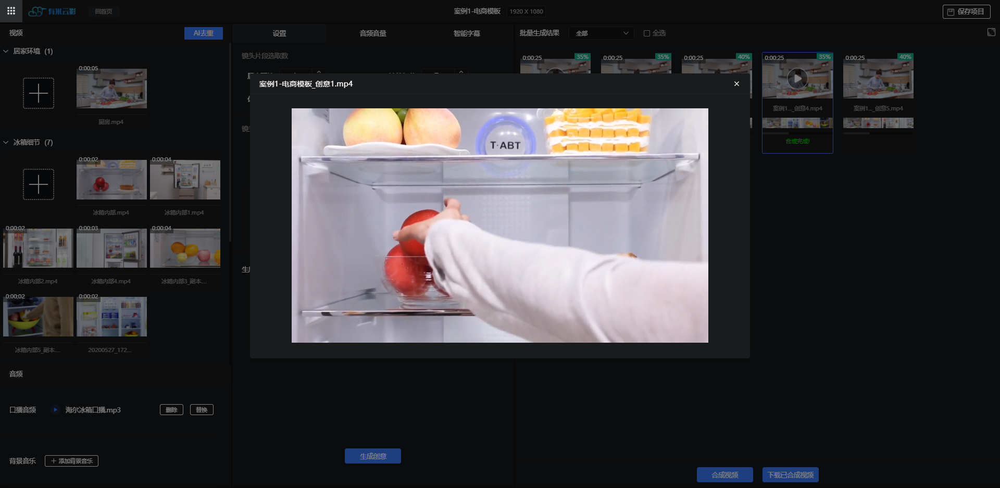 有米云影
回首页
案例1-电商模板
1920 X 1080
保存项目
视频
AI去重
设置
音频音量
智能字幕
批量生成结果
全部
全选
居家环境 (1)
0:00:05
厨房.mp4
冰箱细节 (7)
0:00:02
冰箱内部.mp4
0:00:04
冰箱内部1.mp4
0:00:02
冰箱内部2.mp4
0:00:03
冰箱内部4.mp4
0:00:04
冰箱内部3_副本....
0:00:02
冰箱内部5_副本....
0:00:02
20200527_172...
音频
口播音频
海尔冰箱口播.mp3
删除
替换
背景音乐
添加背景音乐
镜头片段选取数
案例1-电商模板_创意1.mp4
T·ABT
生成创意
0:00:25
35%
0:00:25
35%
0:00:25
40%
0:00:25
35%
案例1..._创意4.mp4
合成完成!
0:00:25
40%
案例1..._创意5.mp4
合成视频
下载已合成视频